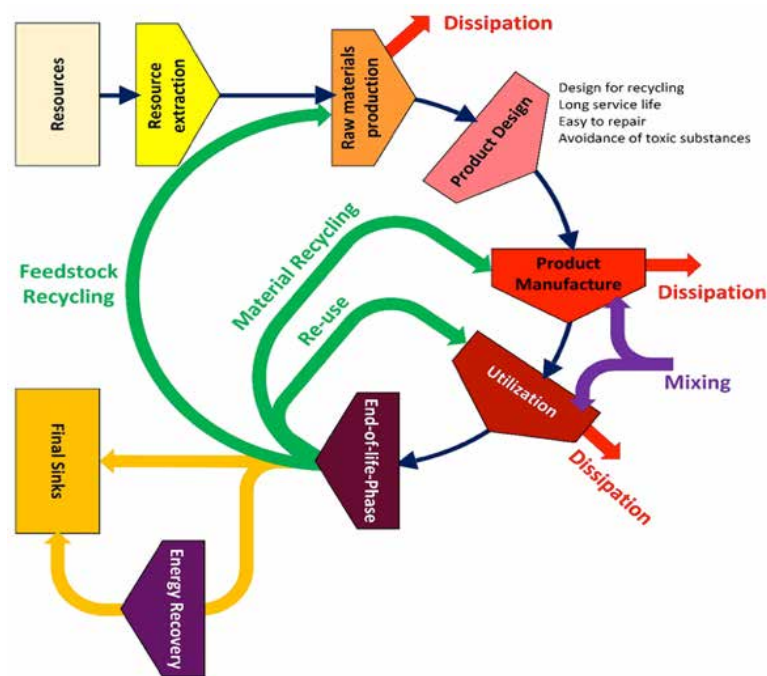 Resources
Resource
extraction
Raw materials
production
Dissipation
Product Design
Design for recycling
Long service life
Easy to repair
Avoidance of toxic substances
Feedstock
Recycling
Material Recycling
Re-use
Product
Manufacture
Dissipation
Mixing
Utilization
Dissipation
End-of-life-Phase
Final Sinks
Energy Recovery